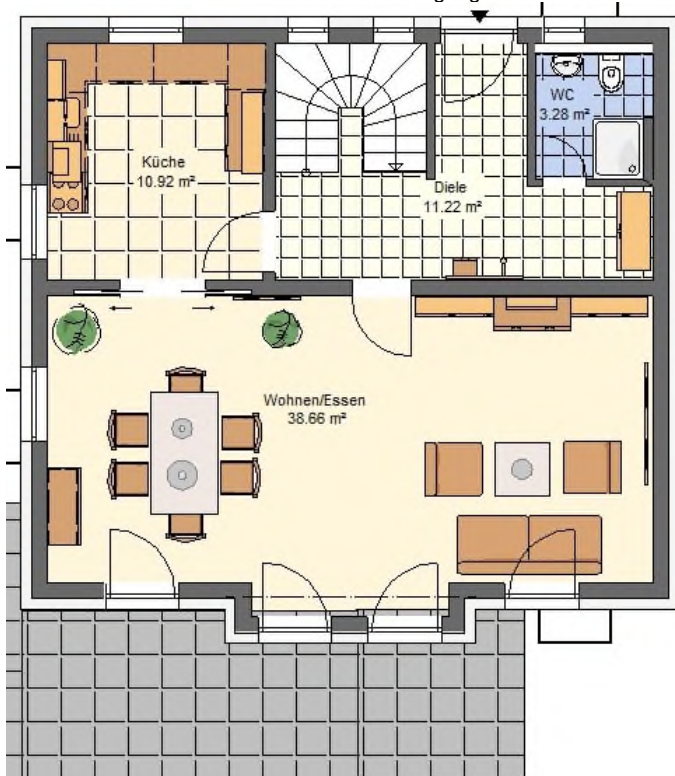 WC
3.28 m²
Küche
10.92 m²
Diele
11.22 m²
Wohnen/Essen
38.66 m²